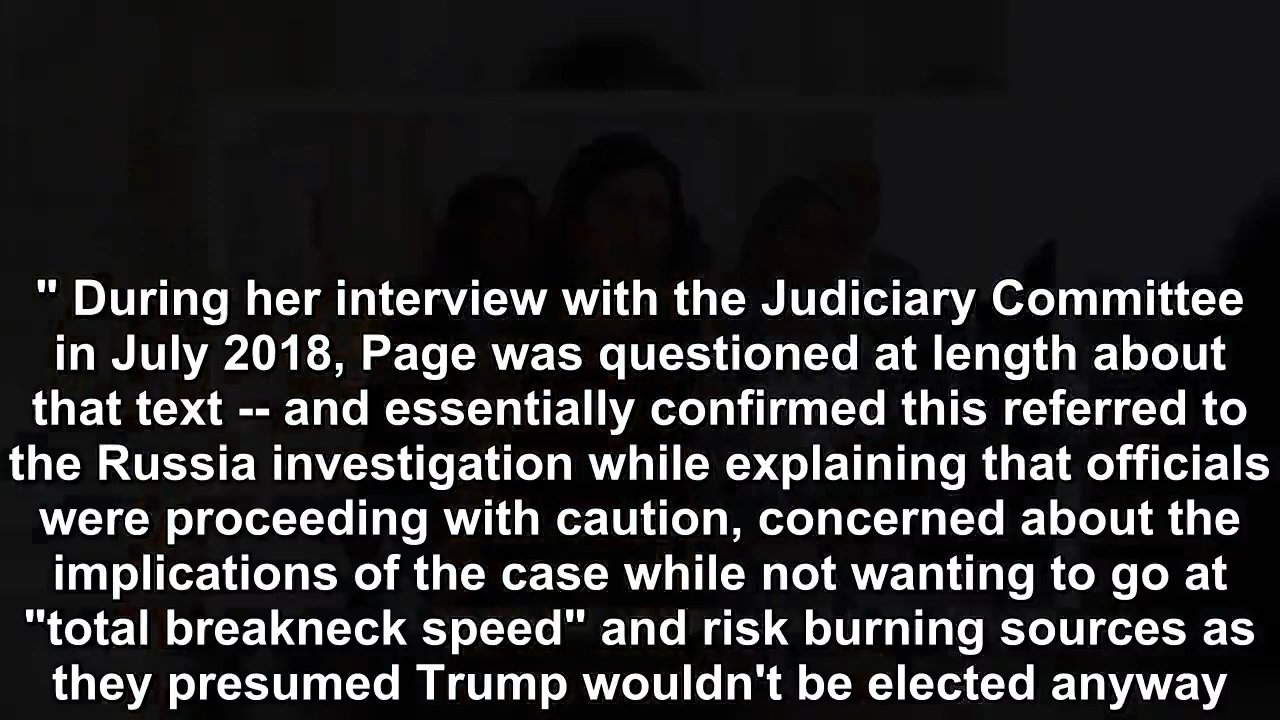 " During her interview with the Judiciary Committee
in July 2018, Page was questioned at length about
that text -- and essentially confirmed this referred to
the Russia investigation while explaining that officials
were proceeding with caution, concerned about the
implications of the case while not wanting to go at
"total breakneck speed" and risk burning sources as
they presumed Trump wouldn't be elected anyway